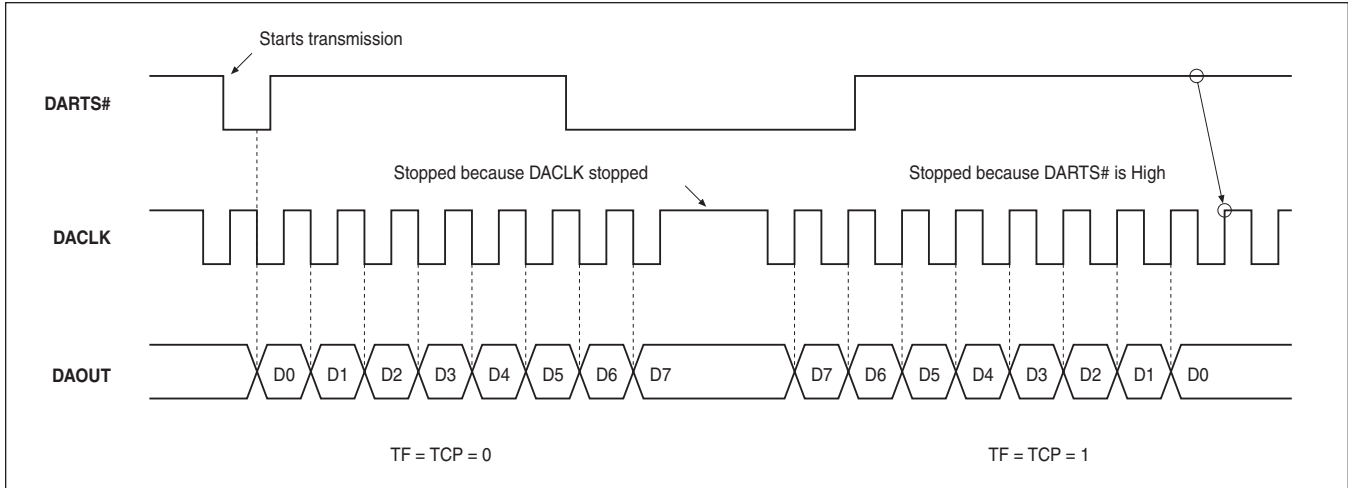 Starts transmission
DARTS#
Stopped because DACLK stopped
Stopped because DARTS# is High
DACLK
DAOUT
D0 D1 D2 D3 D4 D5 D6 D7 D7 D6 D5 D4 D3 D2 D1 D0
TF = TCP = 0
TF = TCP = 1